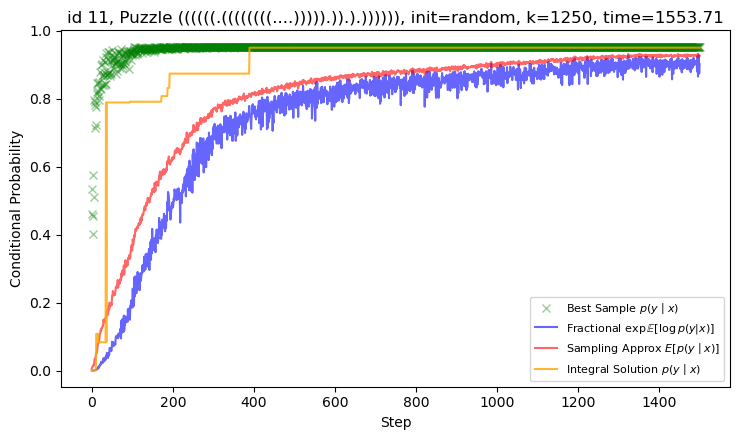 id 11, Puzzle ((((((.((((((((....))))).)).).)))))), init=random, k=1250, time=1553.71
Conditional Probability
1.0
0.8
0.6
0.4
0.2
0.0
0
200
400
600
800
1000
1200
1400
Step
Best Sample p(y | x)
Fractional exp𝔼[log p(y|x)]
Sampling Approx E[p(y | x)]
Integral Solution p(y | x)